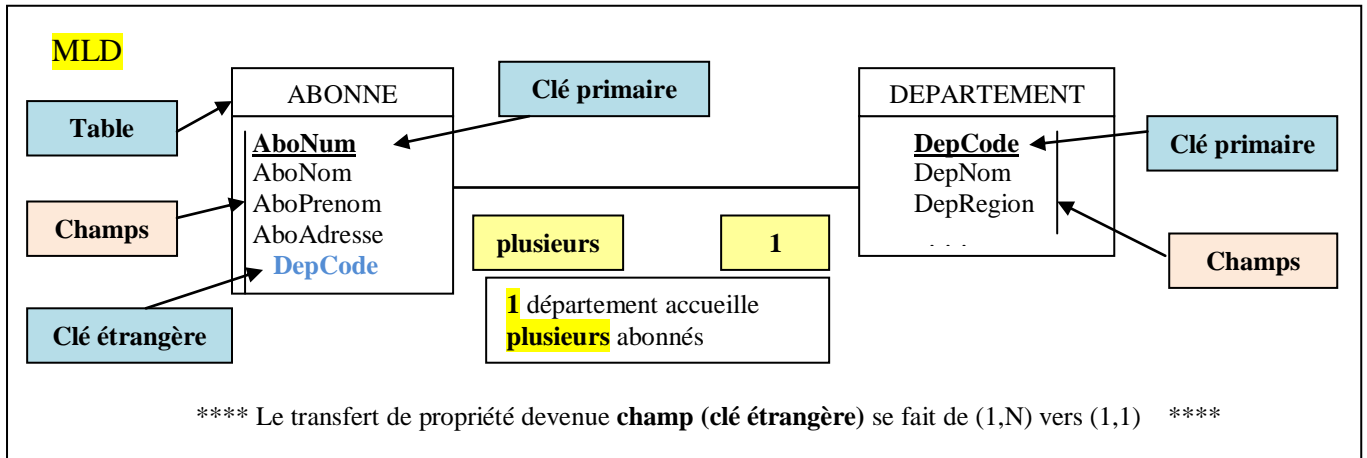 MLD
Table
Champs
Clé étrangère
ABONNE
AboNum
AboNom
AboPrenom
AboAdresse
DepCode
Clé primaire
plusieurs
1
1 département accueille
plusieurs abonnés
DEPARTEMENT
DepCode
DepNom
DepRegion
. . .
Clé primaire
Champs
**** Le transfert de propriété devenue champ (clé étrangère) se fait de (1,N) vers (1,1) ****